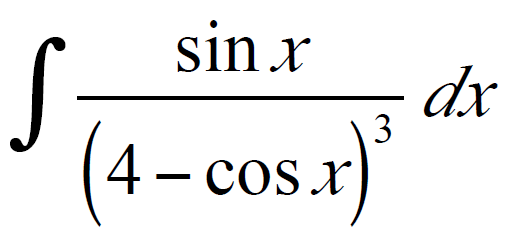 ∫ sin x / (4 – cos x)³ dx